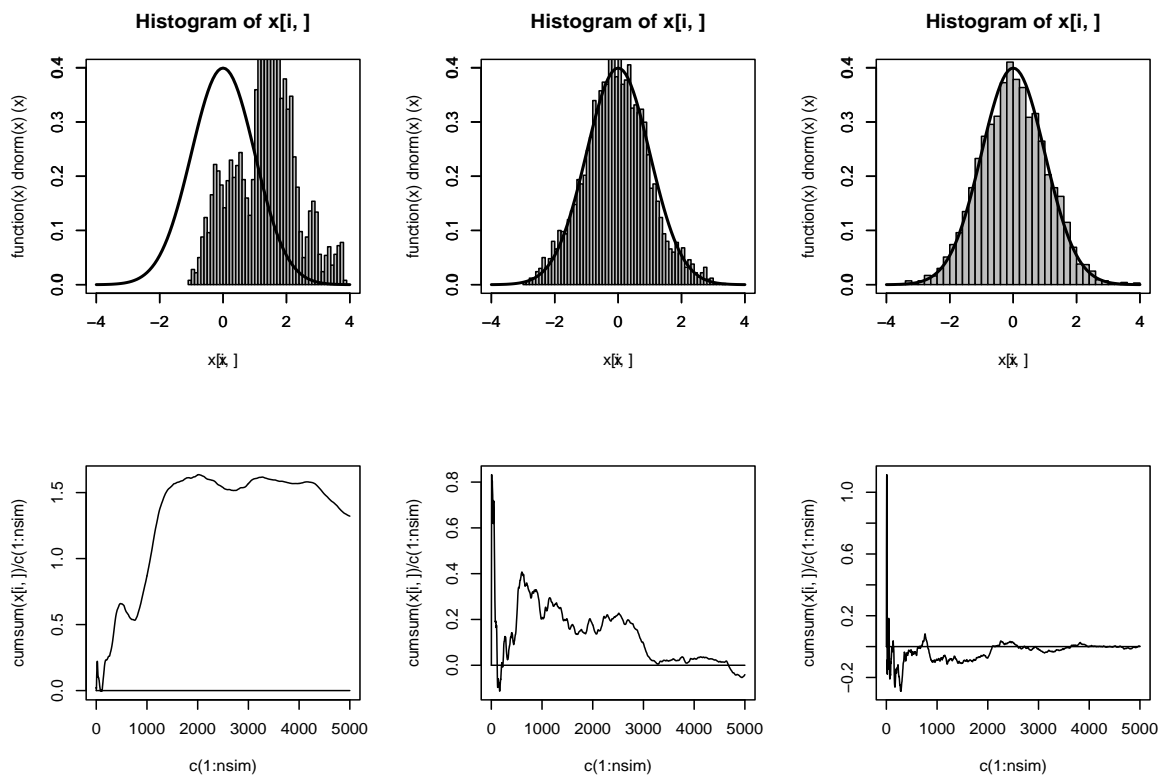 Histogram of x[i, ]
function(x) dnorm(x) (x)
0.4
0.3
0.2
0.1
0.0
−4 −2 0 2 4
Histogram of x[i, ]
function(x) dnorm(x) (x)
0.4
0.3
0.2
0.1
0.0
−4 −2 0 2 4
Histogram of x[i, ]
function(x) dnorm(x) (x)
0.4
0.3
0.2
0.1
0.0
−4 −2 0 2 4
cumsum(x[i, ])/c(1:nsim)
1.5
1.0
0.5
0.0
0 1000 2000 3000 4000 5000
c(1:nsim)
cumsum(x[i, ])/c(1:nsim)
0.8
0.6
0.4
0.2
0.0
0 1000 2000 3000 4000 5000
c(1:nsim)
cumsum(x[i, ])/c(1:nsim)
1.0
0.6
0.2
−0.2
0 1000 2000 3000 4000 5000
c(1:nsim)